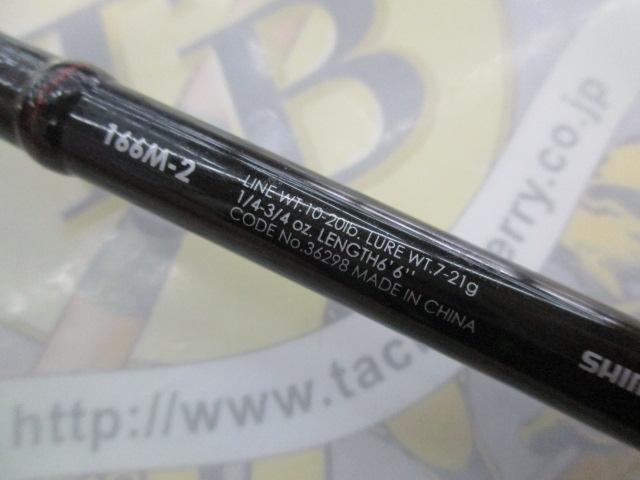 TB
166M-2
LINE WT.10-20lb. LURE WT.7-21g
1/4-3/4 oz. LENGTH6'6''
CODE No.36298 MADE IN CHINA
SHIM
http://www.tac
erry.co.jp